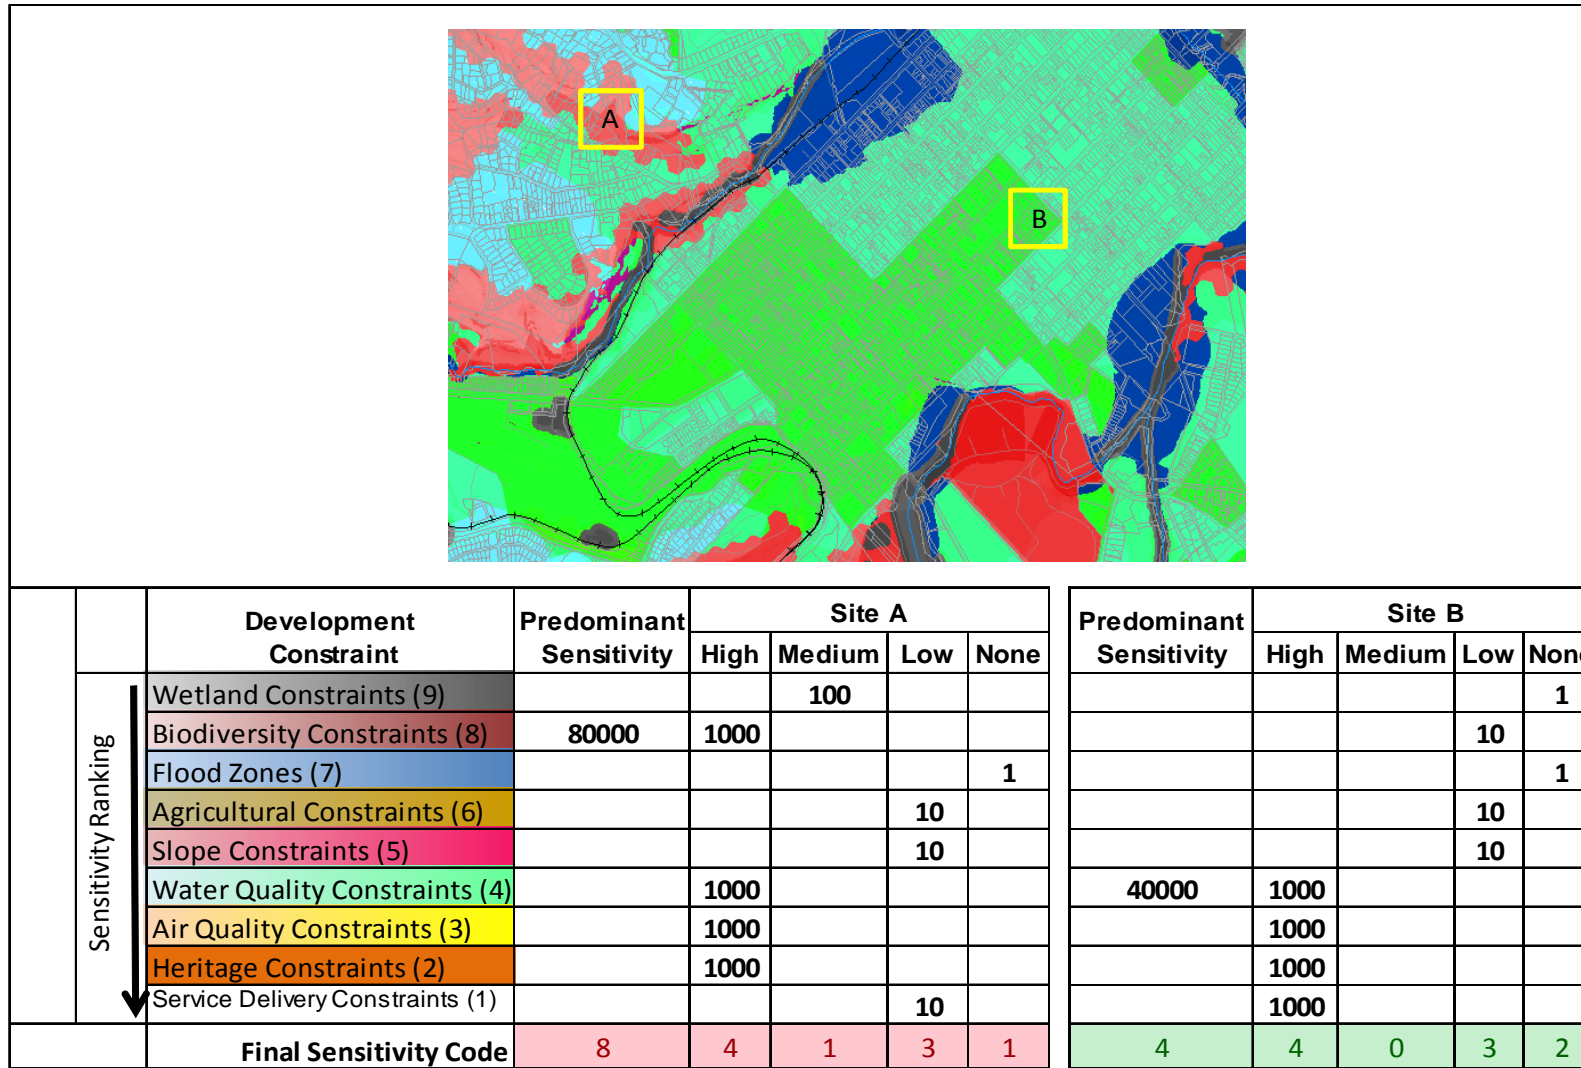 A
B
Development Constraint
Predominant Sensitivity
Site A
Predominant Sensitivity
Site B
High Medium Low None
High Medium Low None
Sensitivity Ranking
Wetland Constraints (9) 100 1
Biodiversity Constraints (8) 80000 1000 10
Flood Zones (7) 1 1
Agricultural Constraints (6) 10 10
Slope Constraints (5) 10 10
Water Quality Constraints (4) 1000 40000 1000
Air Quality Constraints (3) 1000 1000
Heritage Constraints (2) 1000 1000
Service Delivery Constraints (1) 10 1000
Final Sensitivity Code 8 4 1 3 1 4 4 0 3 2